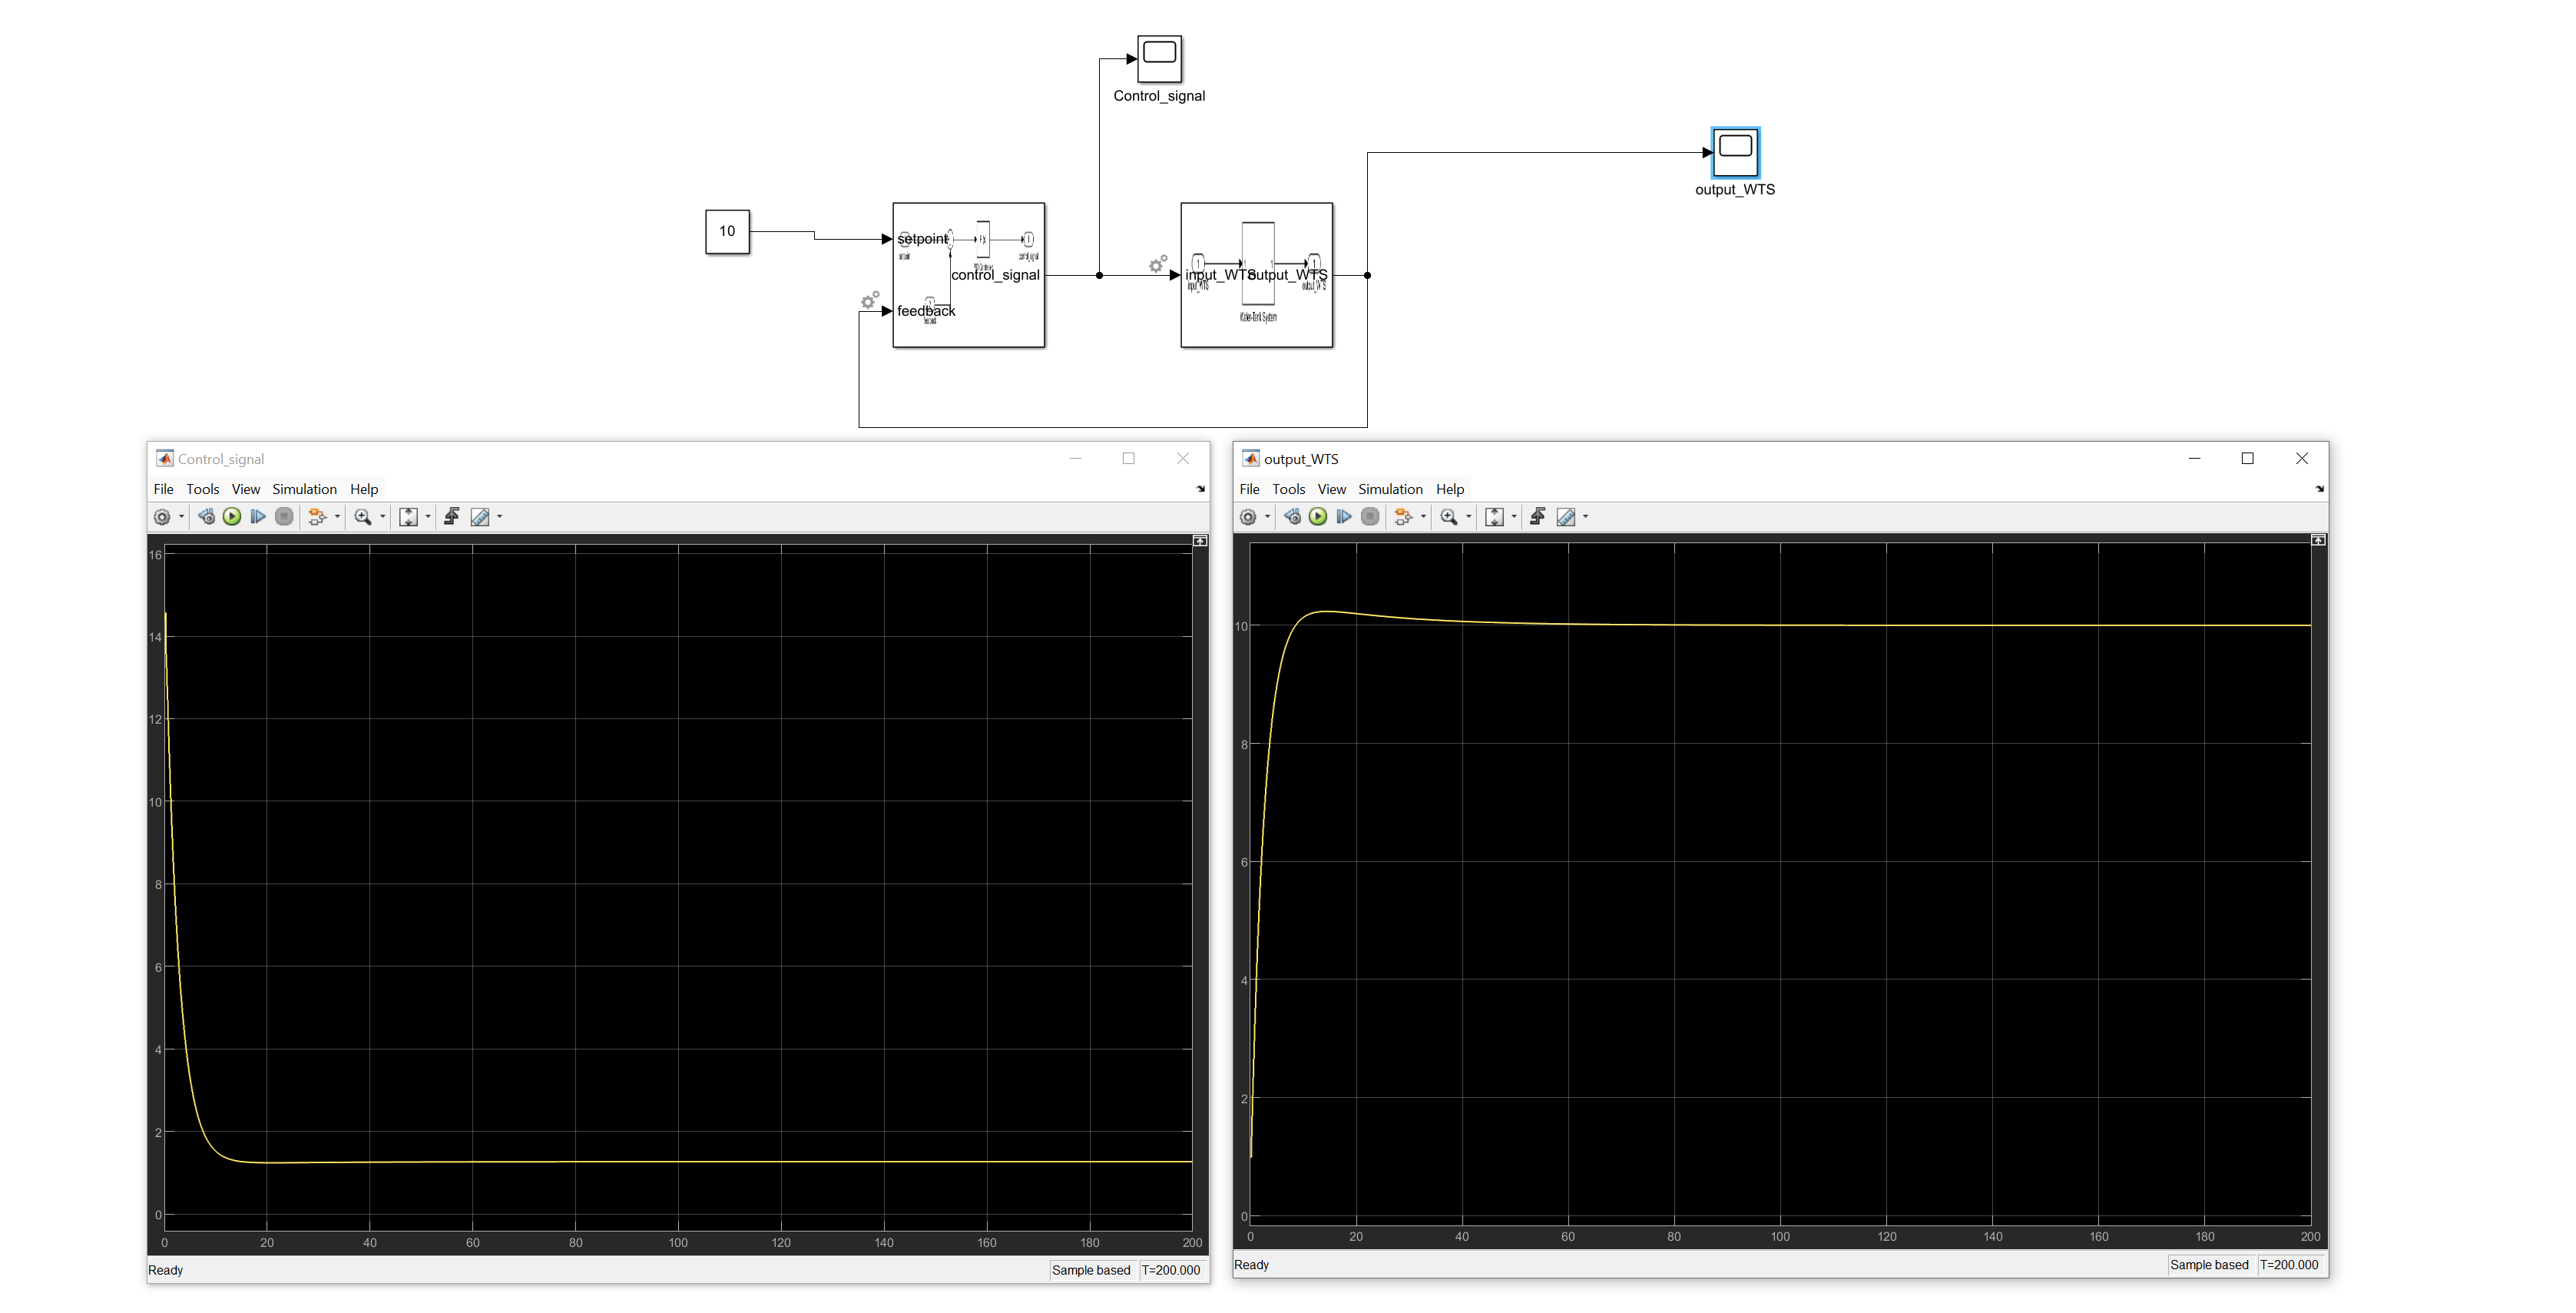 Control_signal
output_WTS
10
setpoint
control_signal
feedback
input_WTS
output_WTS
Water-Tank System
Control_signal
File Tools View Simulation Help
16
14
12
10
8
6
4
2
0
0 20 40 60 80 100 120 140 160 180 200
Ready
Sample based T=200.000
output_WTS
File Tools View Simulation Help
10
8
6
4
2
0
0 20 40 60 80 100 120 140 160 180 200
Ready
Sample based T=200.000